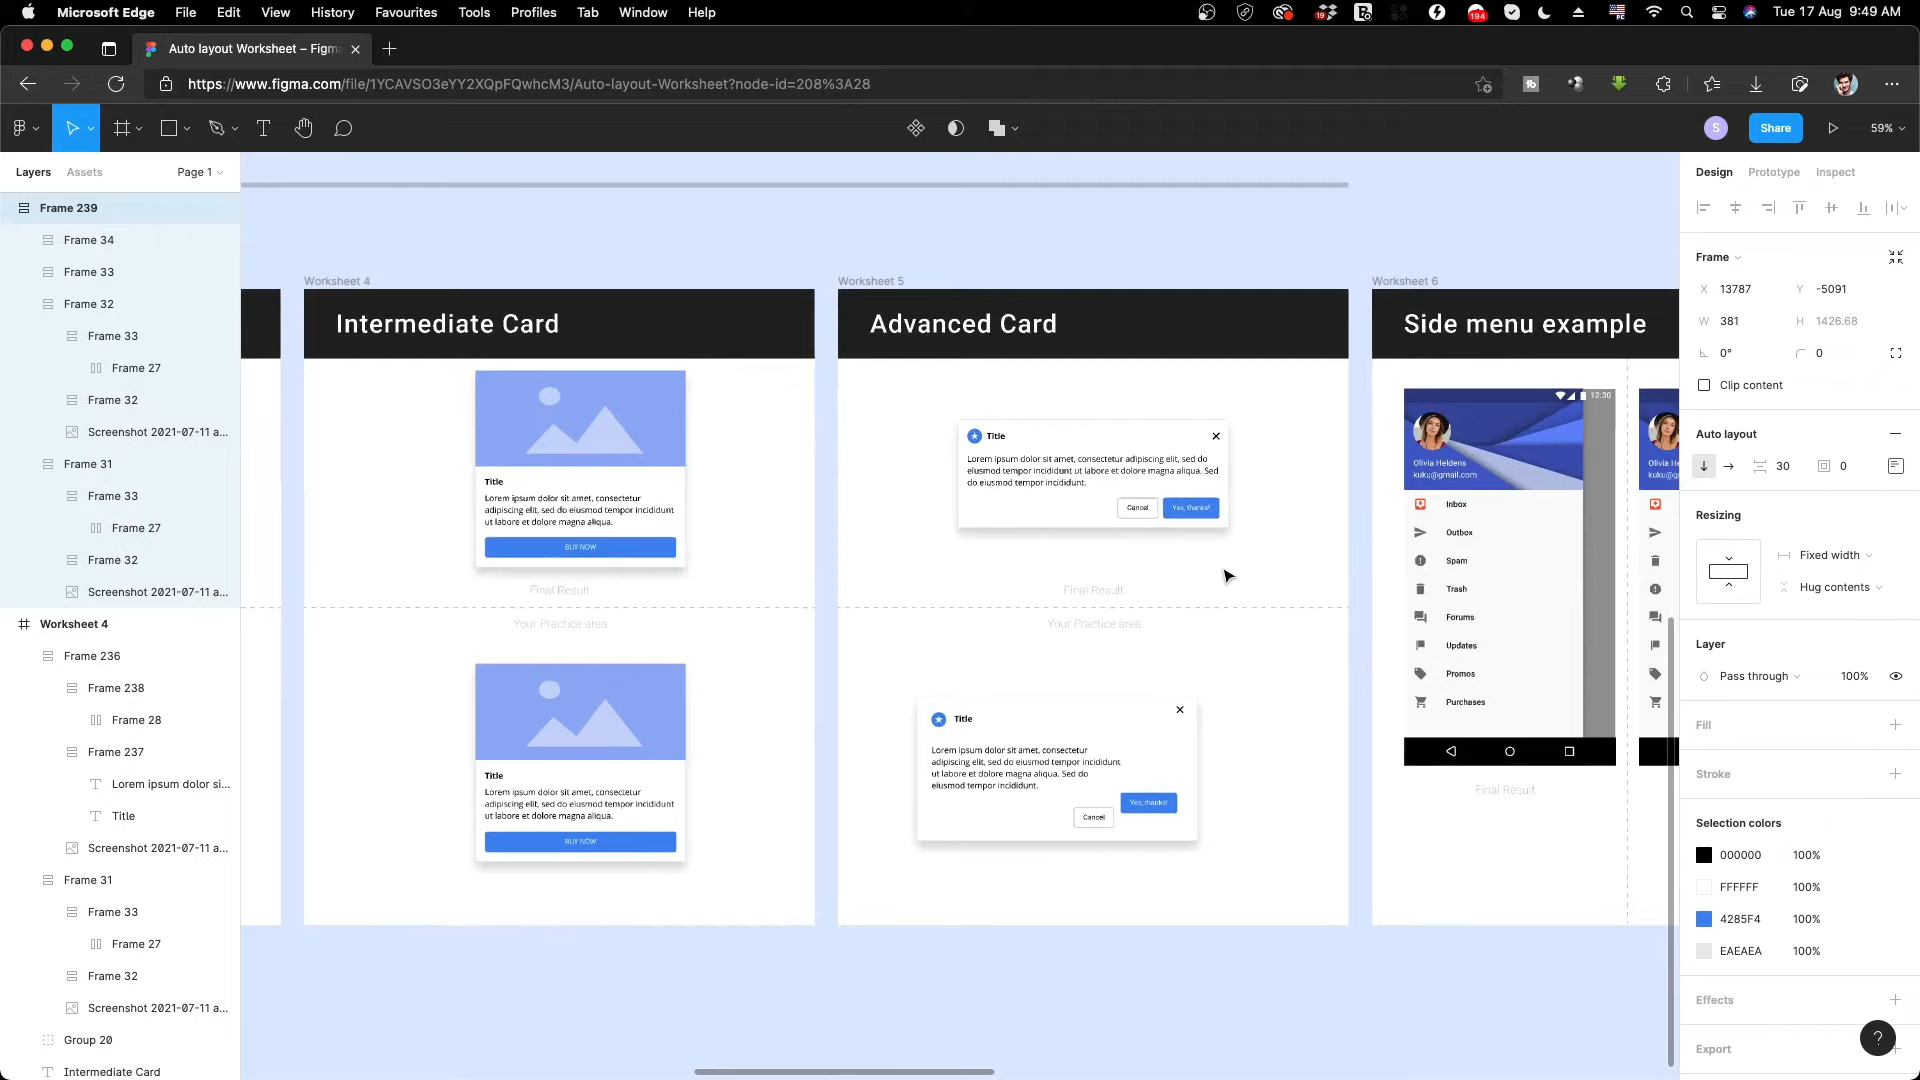 Microsoft Edge File Edit View History Favourites Tools Profiles Tab Window Help
19 194 Tue 17 Aug 9:49 AM
Auto layout Worksheet – Figma
https://www.figma.com/file/1YCAVSO3eYY2XQpFQwhcM3/Auto-layout-Worksheet?node-id=208%3A28
S Share 59%
Layers Assets Page 1
Frame 239
Frame 34
Frame 33
Frame 32
Frame 33
Frame 27
Frame 32
Screenshot 2021-07-11 a...
Frame 31
Frame 33
Frame 27
Frame 32
Screenshot 2021-07-11 a...
Worksheet 4
Frame 236
Frame 238
Frame 28
Frame 237
Lorem ipsum dolor si...
Title
Screenshot 2021-07-11 a...
Frame 31
Frame 33
Frame 27
Frame 32
Screenshot 2021-07-11 a...
Group 20
Intermediate Card
Worksheet 4
Intermediate Card
Title
Lorem ipsum dolor sit amet, consectetur
adipiscing elit, sed do eiusmod tempor incididunt
ut labore et dolore magna aliqua.
BUY NOW
Final Result
Your Practice area
Title
Lorem ipsum dolor sit amet, consectetur
adipiscing elit, sed do eiusmod tempor incididunt
ut labore et dolore magna aliqua.
BUY NOW
Worksheet 5
Advanced Card
Title
Lorem ipsum dolor sit amet, consectetur adipiscing elit, sed do
eiusmod tempor incididunt ut labore et dolore magna aliqua. Sed
do eiusmod tempor incididunt.
Cancel Yes, thanks!
Final Result
Your Practice area
Title
Lorem ipsum dolor sit amet, consectetur
adipiscing elit, sed do eiusmod tempor incididunt
ut labore et dolore magna aliqua. Sed do
eiusmod tempor incididunt.
Yes, thanks!
Cancel
Worksheet 6
Side menu example
12:30
Olivia Heldens
kuku@gmail.com
Inbox
Outbox
Spam
Trash
Forums
Updates
Promos
Purchases
Final Result
Olivia Hel
kuku@gm
Design Prototype Inspect
Frame
X 13787 Y -5091
W 381 H 1426.68
0° 0
Clip content
Auto layout
30 0
Resizing
Fixed width
Hug contents
Layer
Pass through 100%
Fill
Stroke
Selection colors
000000 100%
FFFFFF 100%
4285F4 100%
EAEAEA 100%
Effects
Export
?